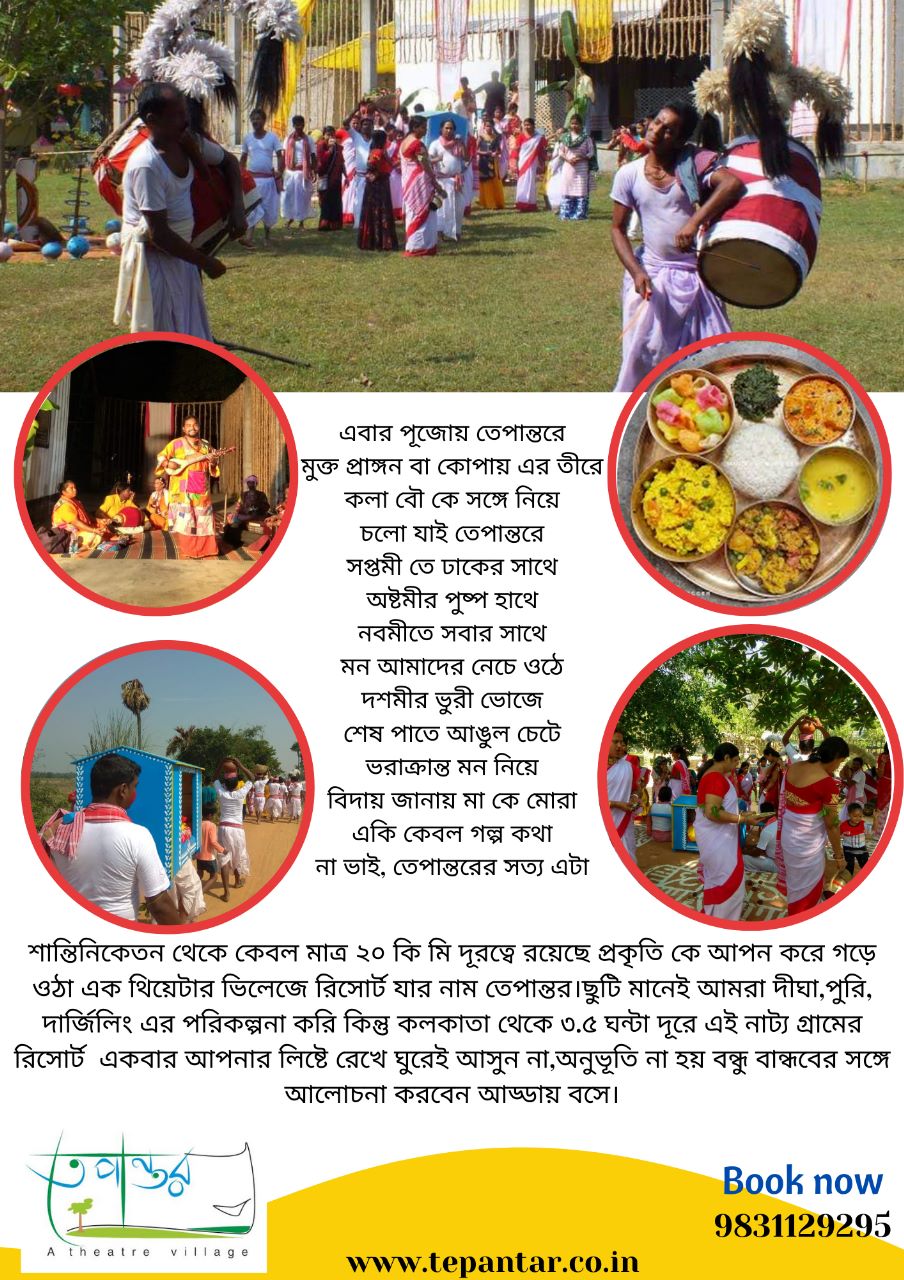 এবার পূজোয় তেপান্তরে
মুক্ত প্রাঙ্গন বা কোপায় এর তীরে
কলা বৌ কে সঙ্গে নিয়ে
চলো যাই তেপান্তরে
সপ্তমী তে ঢাকের সাথে
অষ্টমীর পুষ্প হাথে
নবমীতে সবার সাথে
মন আমাদের নেচে ওঠে
দশমীর ভুরী ভোজে
শেষ পাতে আঙুল চেটে
ভরাক্রান্ত মন নিয়ে
বিদায় জানায় মা কে মোরা
একি কেবল গল্প কথা
না ভাই, তেপান্তরের সত্য এটা
শান্তিনিকেতন থেকে কেবল মাত্র ২০ কি মি দূরত্বে রয়েছে প্রকৃতি কে আপন করে গড়ে
ওঠা এক থিয়েটার ভিলেজে রিসোর্ট যার নাম তেপান্তর।ছুটি মানেই আমরা দীঘা,পুরি,
দার্জিলিং এর পরিকল্পনা করি কিন্তু কলকাতা থেকে ৩.৫ ঘন্টা দূরে এই নাট্য গ্রামের
রিসোর্ট একবার আপনার লিষ্টে রেখে ঘুরেই আসুন না,অনুভূতি না হয় বন্ধু বান্ধবের সঙ্গে
আলোচনা করবেন আড্ডায় বসে।
তেপান্তর
A theatre village
Book now
9831129295
www.tepantar.co.in